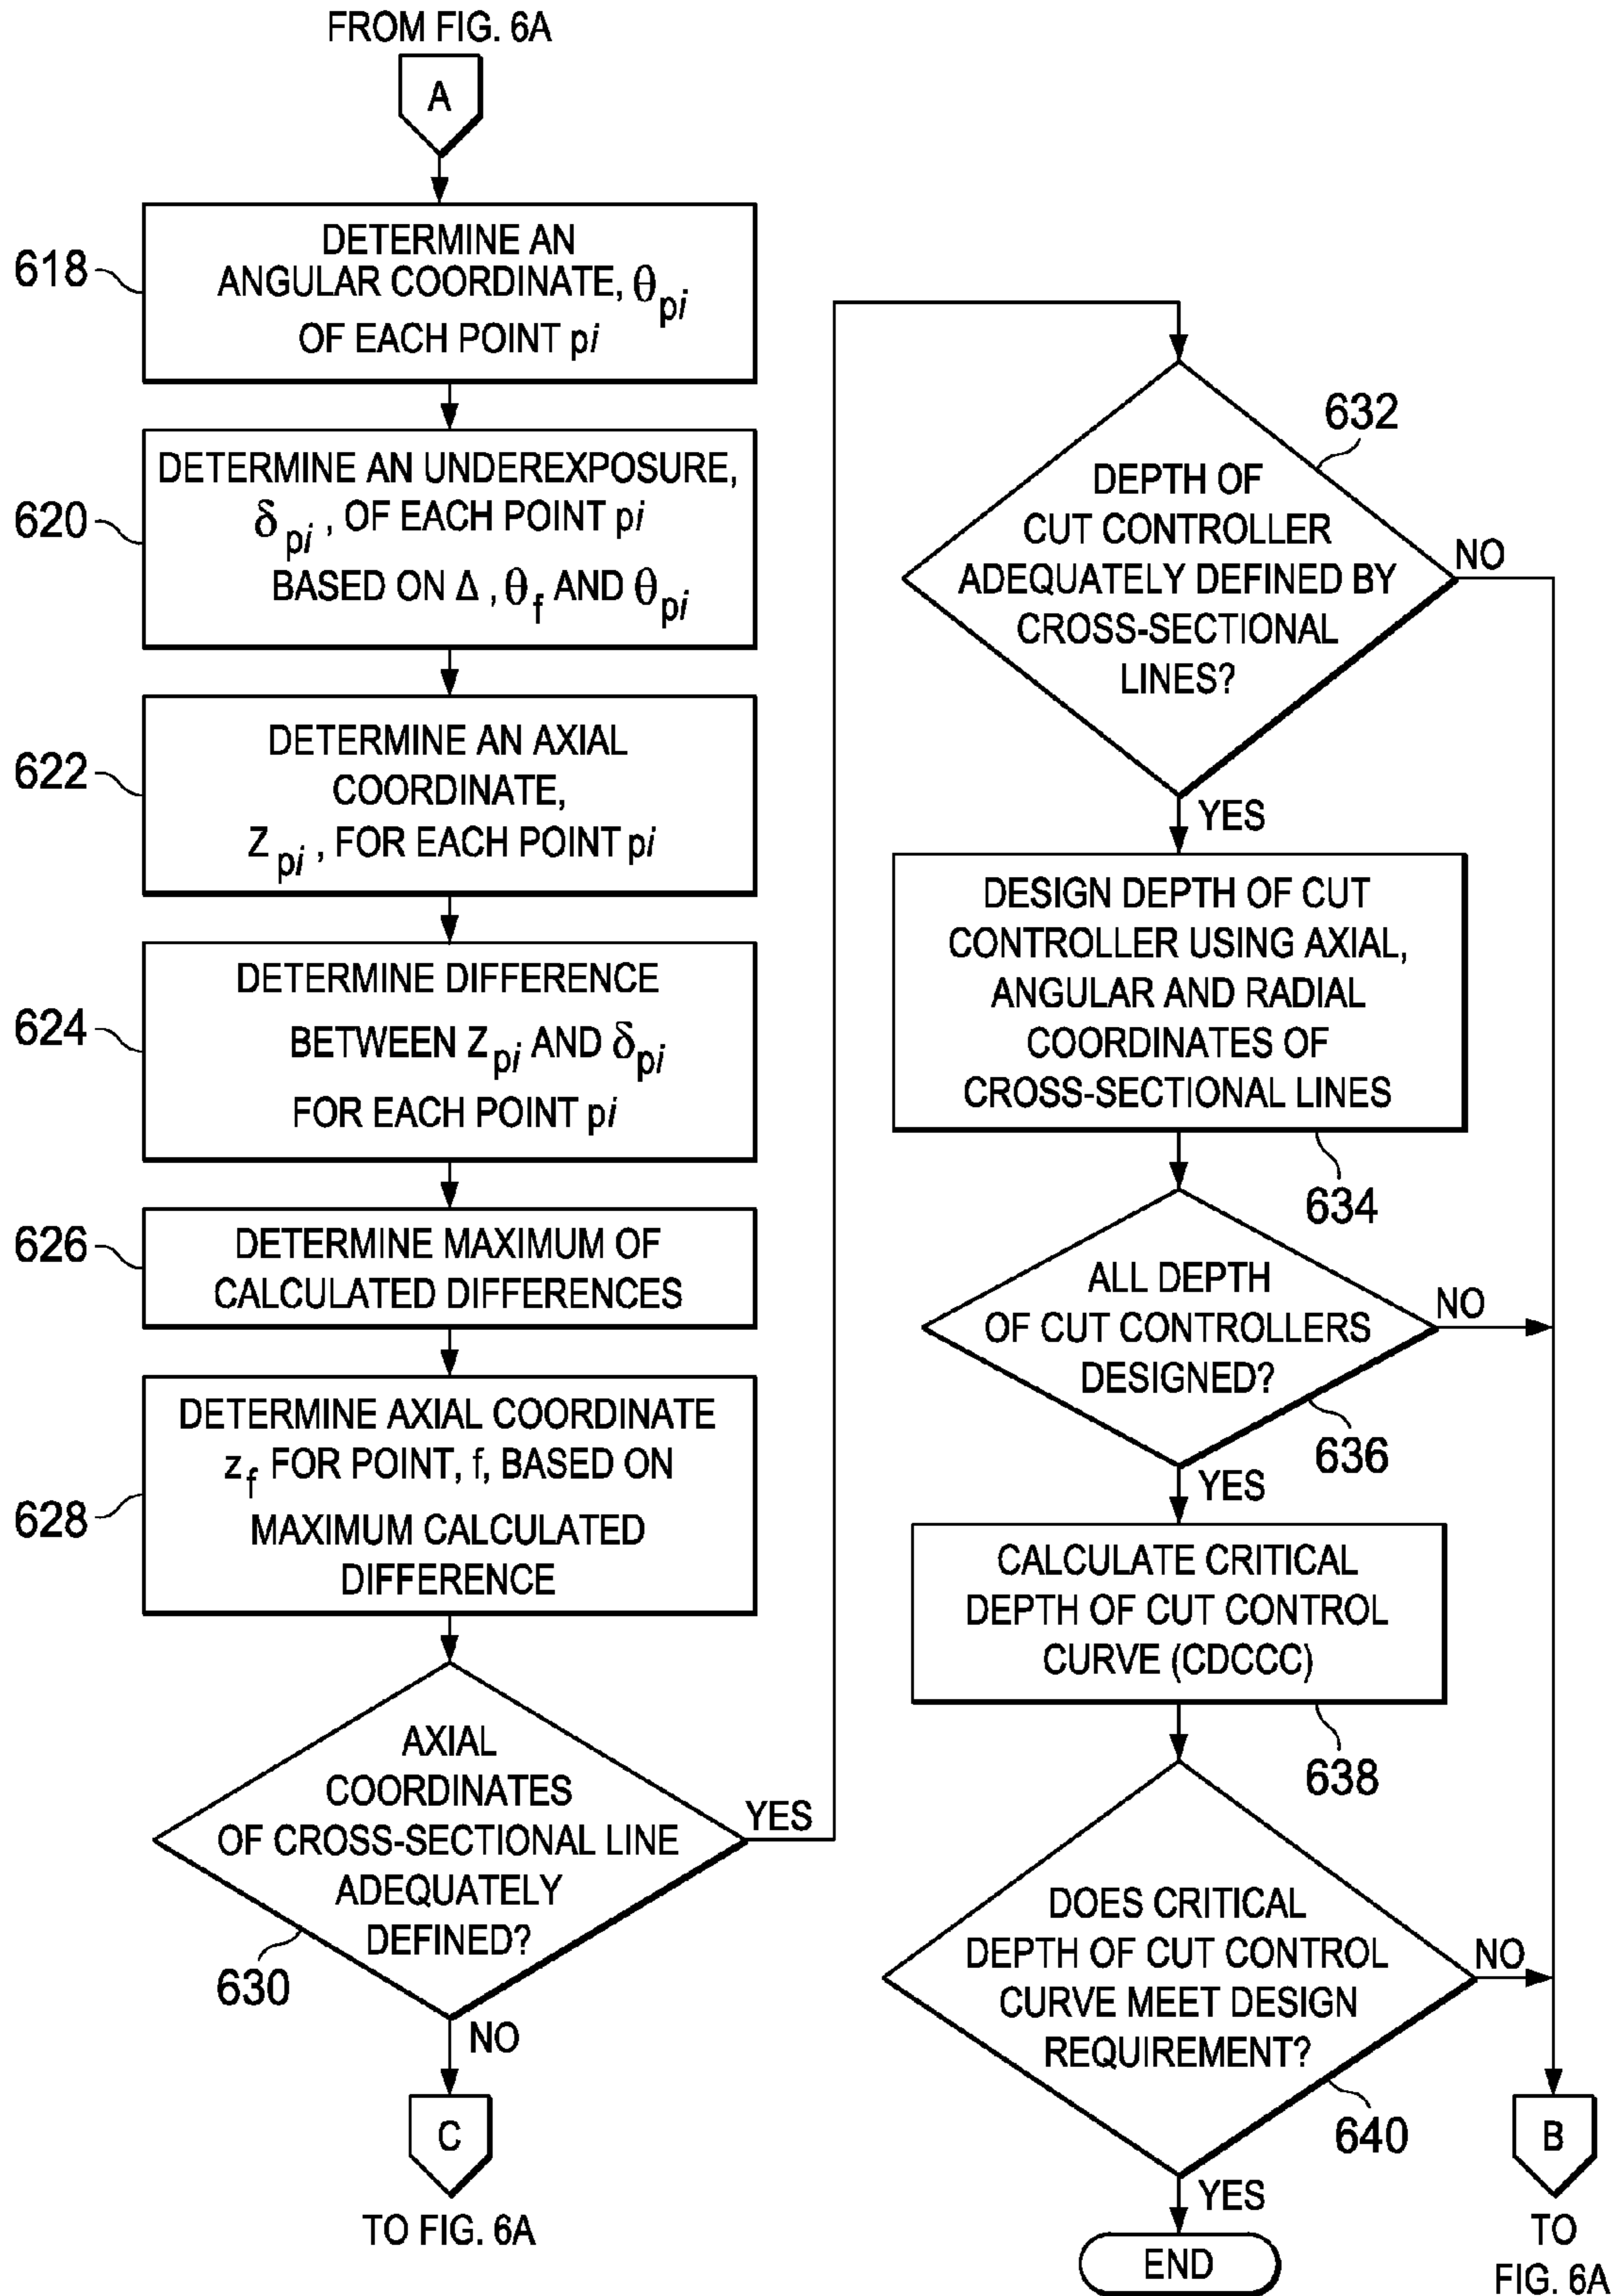 FROM FIG. 6A
A
618
DETERMINE AN
ANGULAR COORDINATE, θpi
OF EACH POINT pi
620
DETERMINE AN UNDEREXPOSURE,
δpi, OF EACH POINT pi
BASED ON Δ, θf AND θpi
622
DETERMINE AN AXIAL
COORDINATE,
Zpi, FOR EACH POINT pi
624
DETERMINE DIFFERENCE
BETWEEN Zpi AND δpi
FOR EACH POINT pi
626
DETERMINE MAXIMUM OF
CALCULATED DIFFERENCES
628
DETERMINE AXIAL COORDINATE
zf FOR POINT, f, BASED ON
MAXIMUM CALCULATED
DIFFERENCE
AXIAL
COORDINATES
OF CROSS-SECTIONAL LINE
ADEQUATELY
DEFINED?
630
YES
NO
C
TO FIG. 6A
632
DEPTH OF
CUT CONTROLLER
ADEQUATELY DEFINED BY
CROSS-SECTIONAL
LINES?
NO
YES
DESIGN DEPTH OF CUT
CONTROLLER USING AXIAL,
ANGULAR AND RADIAL
COORDINATES OF
CROSS-SECTIONAL LINES
634
ALL DEPTH
OF CUT CONTROLLERS
DESIGNED?
NO
636
YES
CALCULATE CRITICAL
DEPTH OF CUT CONTROL
CURVE (CDCCC)
638
DOES CRITICAL
DEPTH OF CUT CONTROL
CURVE MEET DESIGN
REQUIREMENT?
NO
640
YES
END
B
TO
FIG. 6A